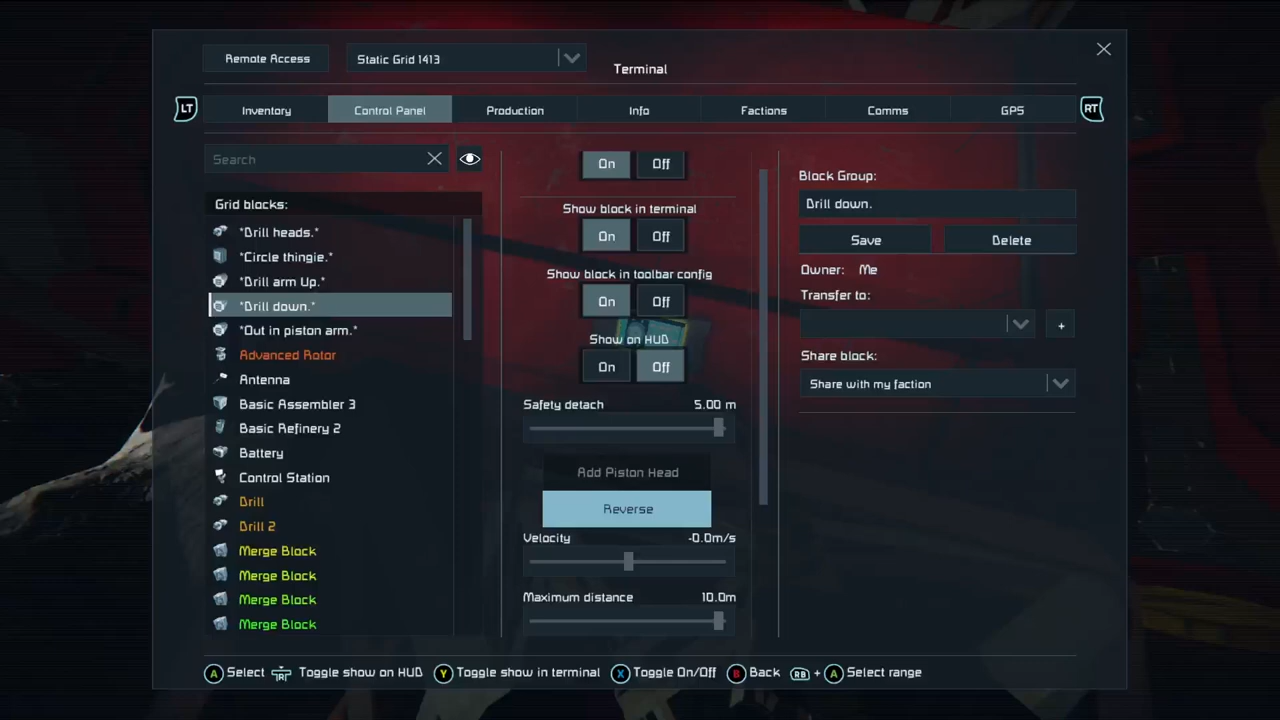 Remote Access
Static Grid 1413
Terminal
LT
Inventory
Control Panel
Production
Info
Factions
Comms
GPS
RT
Search
Grid blocks:
*Drill heads.*
*Circle thingie.*
*Drill arm Up.*
*Drill down.*
*Out in piston arm.*
Advanced Rotor
Antenna
Basic Assembler 3
Basic Refinery 2
Battery
Control Station
Drill
Drill 2
Merge Block
Merge Block
Merge Block
Merge Block
On Off
Show block in terminal
On Off
Show block in toolbar config
On Off
Show on HUD
On Off
Safety detach 5.00 m
Add Piston Head
Reverse
Velocity -0.0m/s
Maximum distance 10.0m
Block Group:
Drill down.
Save Delete
Owner: Me
Transfer to:
+
Share block:
Share with my faction
A Select Toggle show on HUD Y Toggle show in terminal X Toggle On/Off B Back RB + A Select range